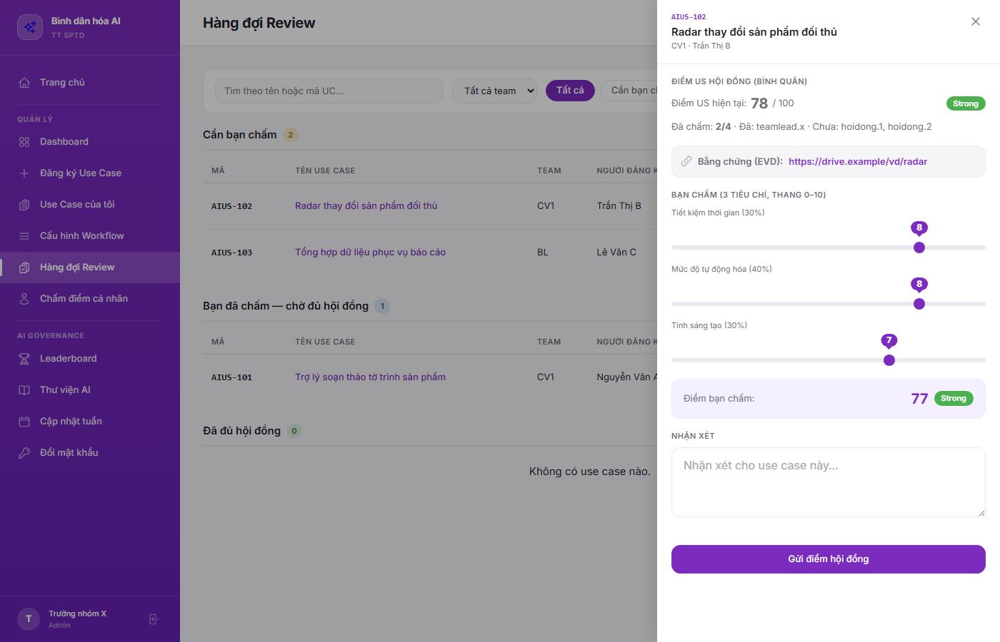 Bình dân hóa AI
TT SPTD
Trang chủ
QUẢN LÝ
Dashboard
Đăng ký Use Case
Use Case của tôi
Cấu hình Workflow
Hàng đợi Review
Chấm điểm cá nhân
AI GOVERNANCE
Leaderboard
Thư viện AI
Cập nhật tuần
Đổi mật khẩu
T
Trưởng nhóm X
Admin
Hàng đợi Review
Tìm theo tên hoặc mã UC...
Tất cả team
Tất cả
Cần bạn
Cần bạn chấm 2
MÃ TÊN USE CASE TEAM NGƯỜI ĐĂNG
AIUS-102 Radar thay đổi sản phẩm đối thủ CV1 Trần Thị B
AIUS-103 Tổng hợp dữ liệu phục vụ báo cáo BL Lê Văn C
Bạn đã chấm — chờ đủ hội đồng 1
MÃ TÊN USE CASE TEAM NGƯỜI ĐĂNG
AIUS-101 Trợ lý soạn thảo tờ trình sản phẩm CV1 Nguyễn Văn A
Đã đủ hội đồng 0
Không có use case nào.
AIUS-102
Radar thay đổi sản phẩm đối thủ
CV1 · Trần Thị B
ĐIỂM US HỘI ĐỒNG (BÌNH QUÂN)
Điểm US hiện tại: 78 / 100 Strong
Đã chấm: 2/4 · Đã: teamlead.x · Chưa: hoidong.1, hoidong.2
Bằng chứng (EVD): https://drive.example/vd/radar
BẠN CHẤM (3 TIÊU CHÍ, THANG 0–10)
Tiết kiệm thời gian (30%)
8
Mức độ tự động hóa (40%)
8
Tính sáng tạo (30%)
7
Điểm bạn chấm: 77 Strong
NHẬN XÉT
Nhận xét cho use case này...
Gửi điểm hội đồng